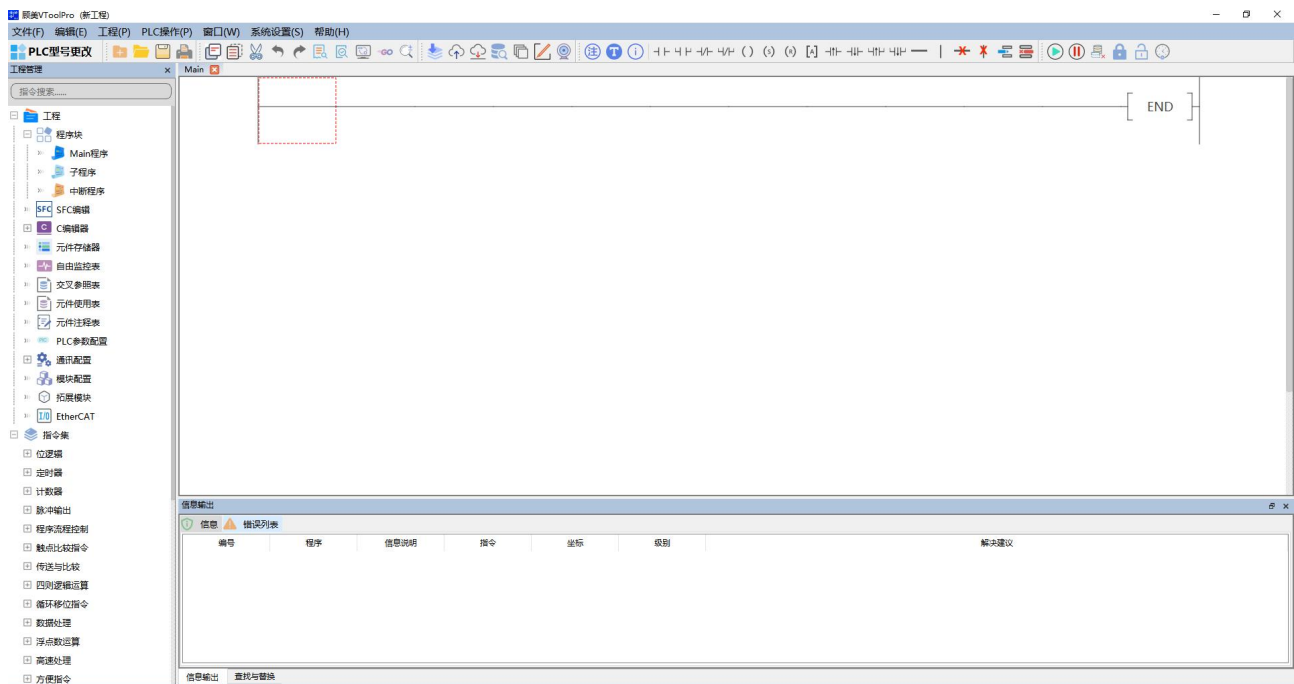 顾美VToolPro (新工程)
文件(F) 编辑(E) 工程(P) PLC操作(P) 窗口(W) 系统设置(S) 帮助(H)
PLC型号更改
注 T
(S) (R) [A]
工程管理 x
Main
指令搜索......
工程
程序块
Main程序
子程序
中断程序
SFC SFC编辑
C C编辑器
元件存储器
自由监控表
交叉参照表
元件使用表
元件注释表
PLC参数配置
通讯配置
模块配置
拓展模块
I/O EtherCAT
指令集
位逻辑
定时器
计数器
脉冲输出
程序流程控制
触点比较指令
传送与比较
四则逻辑运算
循环移位指令
数据处理
浮点数运算
高速处理
方便指令
END
信息输出
信息 错误列表
编号 程序 信息说明 指令 坐标 级别 解决建议
信息输出 查找与替换